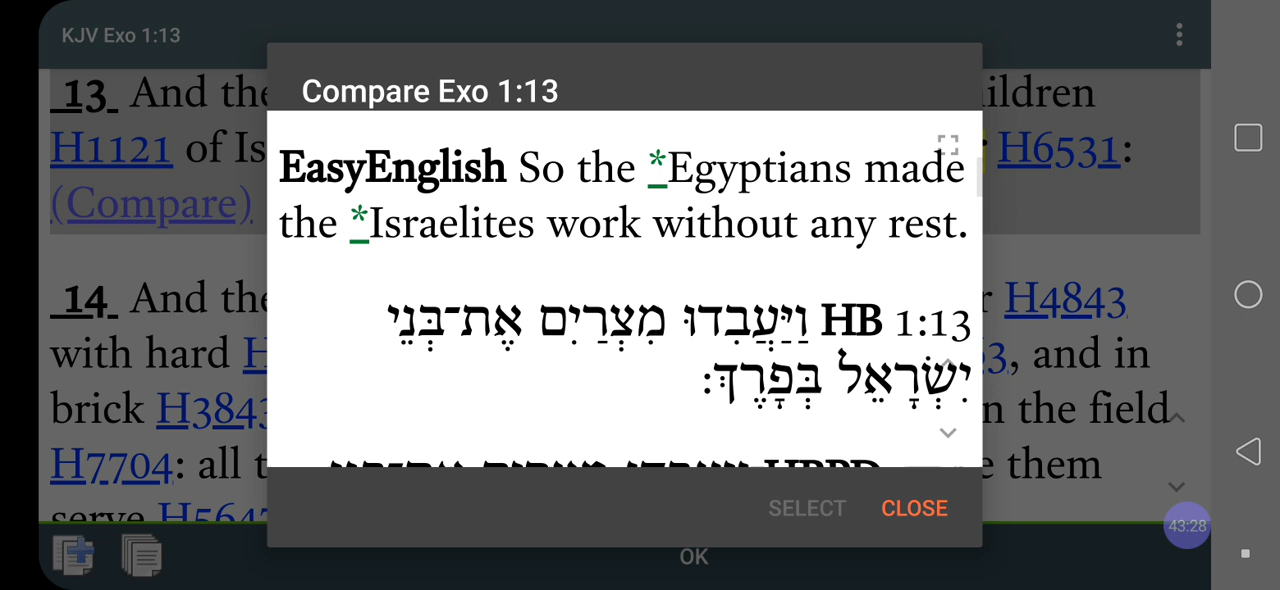 KJV Exo 1:13
Compare Exo 1:13
13 And the
ildren
H1121 of Is
H6531:
(Compare)
EasyEnglish So the *Egyptians made
the *Israelites work without any rest.
HB 1:13 וַיַּעֲבִדוּ מִצְרַיִם אֶת־בְּנֵי
יִשְׂרָאֵל בְּפָרֶךְ׃
14 And the
H4843
with hard H
3, and in
brick H3843
n the field
H7704: all t
e them
serve H564
SELECT CLOSE
43:28
OK